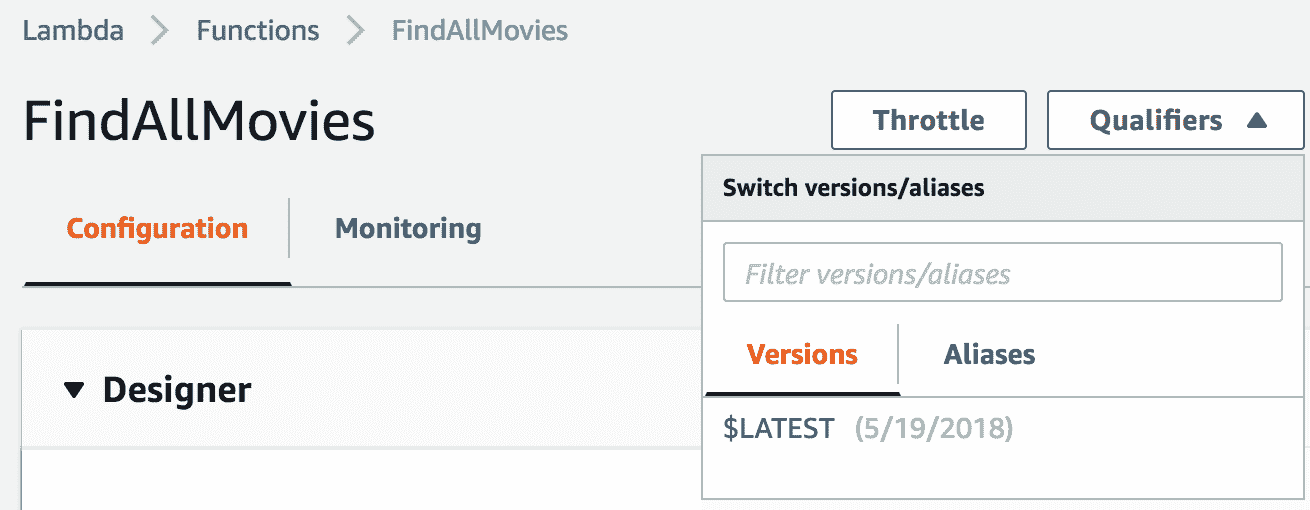 Lambda Functions FindAllMovies
FindAllMovies
Throttle
Qualifiers
Switch versions/aliases
Configuration
Monitoring
Filter versions/aliases
Versions
Aliases
Designer
$LATEST (5/19/2018)